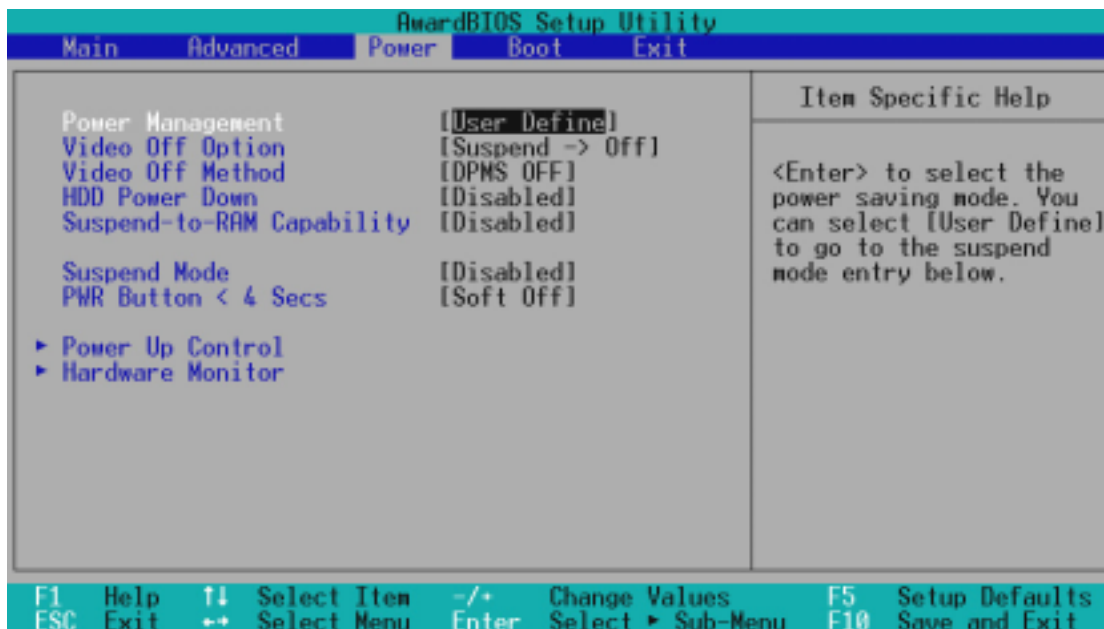 AwardBIOS Setup Utility
Main Advanced Power Boot Exit
Power Management [User Define]
Video Off Option [Suspend -> Off]
Video Off Method [DPMS OFF]
HDD Power Down [Disabled]
Suspend-to-RAM Capability [Disabled]
Suspend Mode [Disabled]
PWR Button < 4 Secs [Soft Off]
▶ Power Up Control
▶ Hardware Monitor
Item Specific Help
<Enter> to select the
power saving mode. You
can select [User Define]
to go to the suspend
mode entry below.
F1 Help ↑↓ Select Item -/+ Change Values F5 Setup Defaults
ESC Exit ↔ Select Menu Enter Select ▶ Sub-Menu F10 Save and Exit